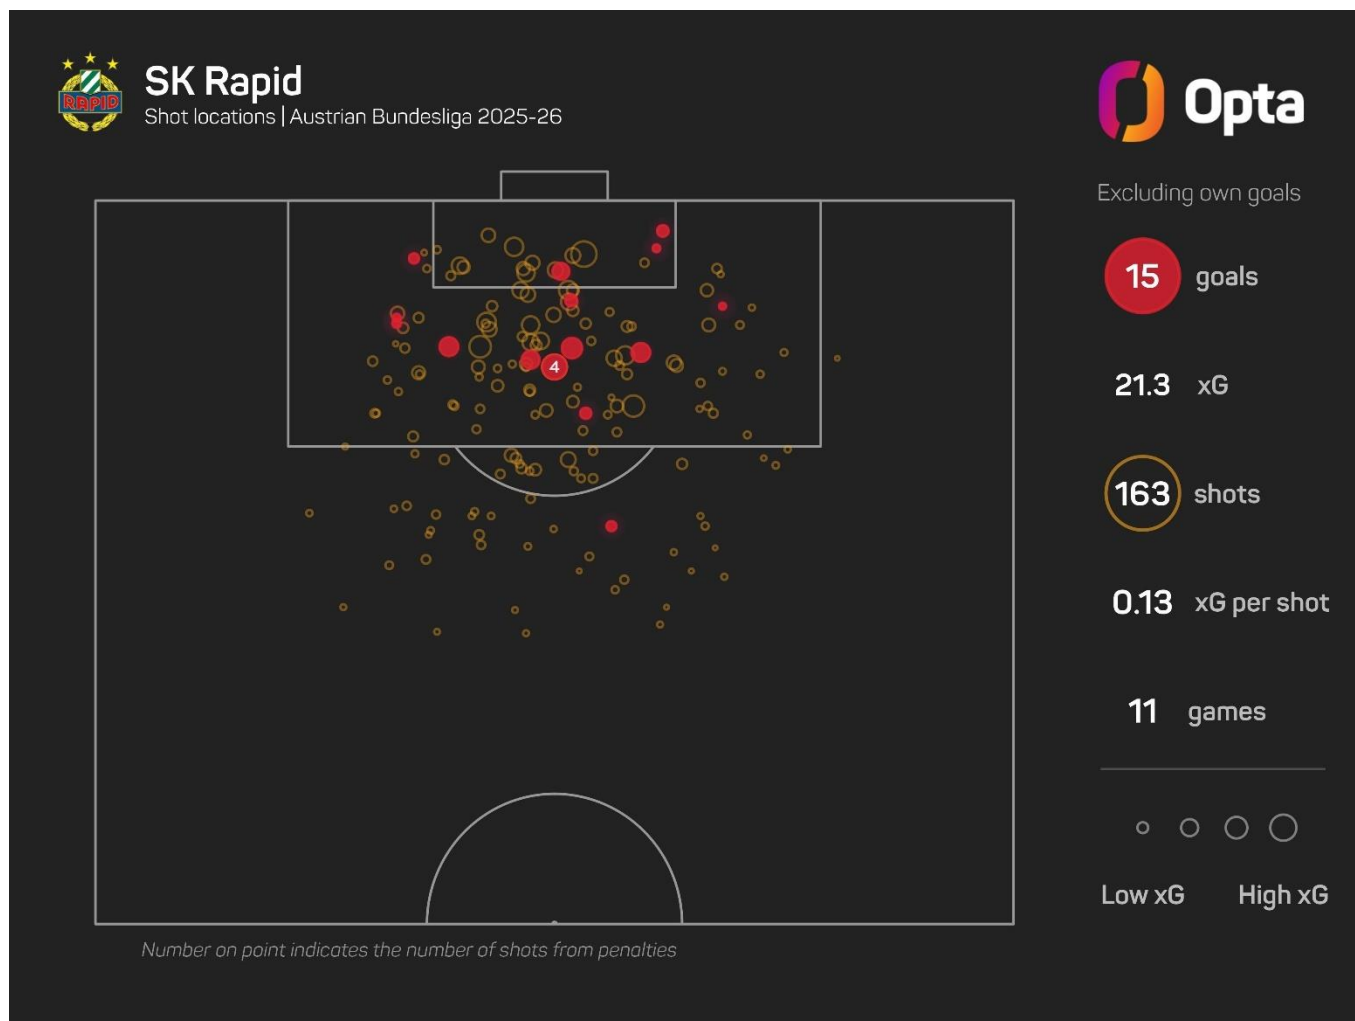 RAPID
SK Rapid
Shot locations | Austrian Bundesliga 2025-26
Opta
Excluding own goals
15 goals
21.3 xG
163 shots
0.13 xG per shot
11 games
Low xG High xG
4
Number on point indicates the number of shots from penalties